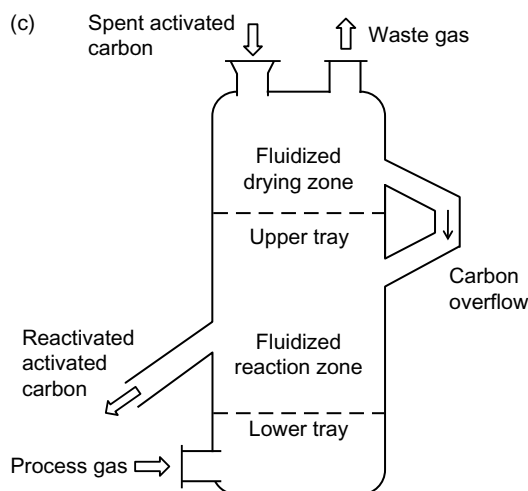 (c)
Spent activated
carbon
Waste gas
Fluidized
drying zone
Upper tray
Carbon
overflow
Reactivated
activated
carbon
Fluidized
reaction zone
Lower tray
Process gas